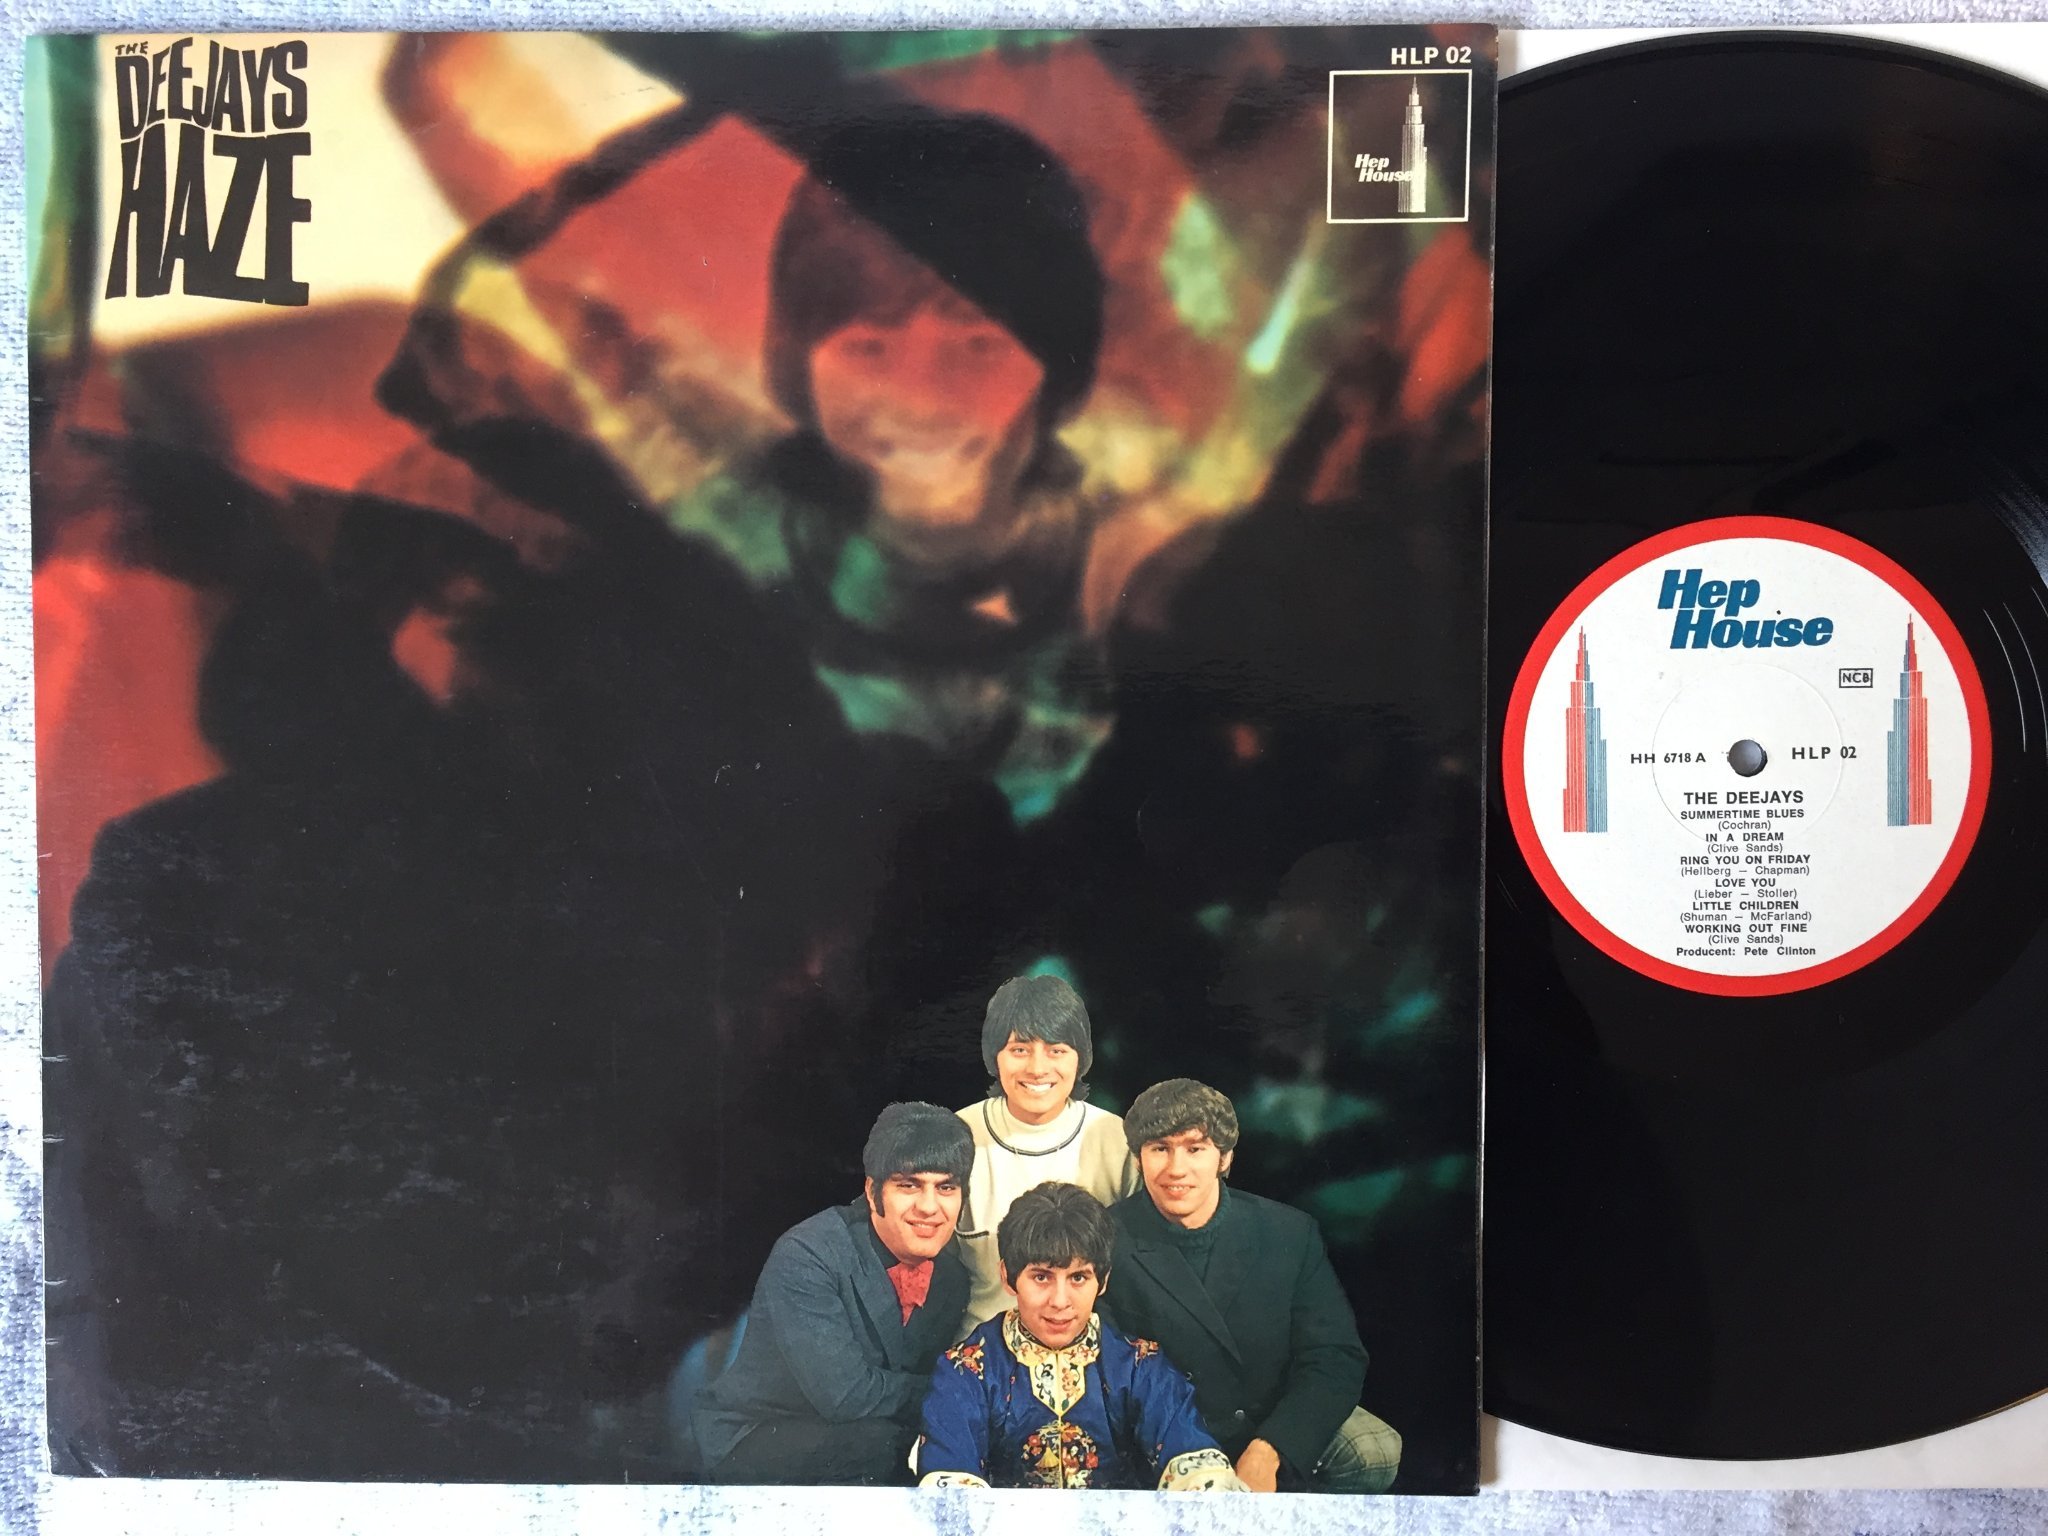 THE
DEEJAYS
HAZE
HLP 02
Hep
House
Hep
House
NCB
HH 6718 A
HLP 02
THE DEEJAYS
SUMMERTIME BLUES
(Cochran)
IN A DREAM
(Clive Sands)
RING YOU ON FRIDAY
(Hellberg – Chapman)
LOVE YOU
(Lieber – Stoller)
LITTLE CHILDREN
(Shuman – McFarland)
WORKING OUT FINE
(Clive Sands)
Producent: Pete Clinton